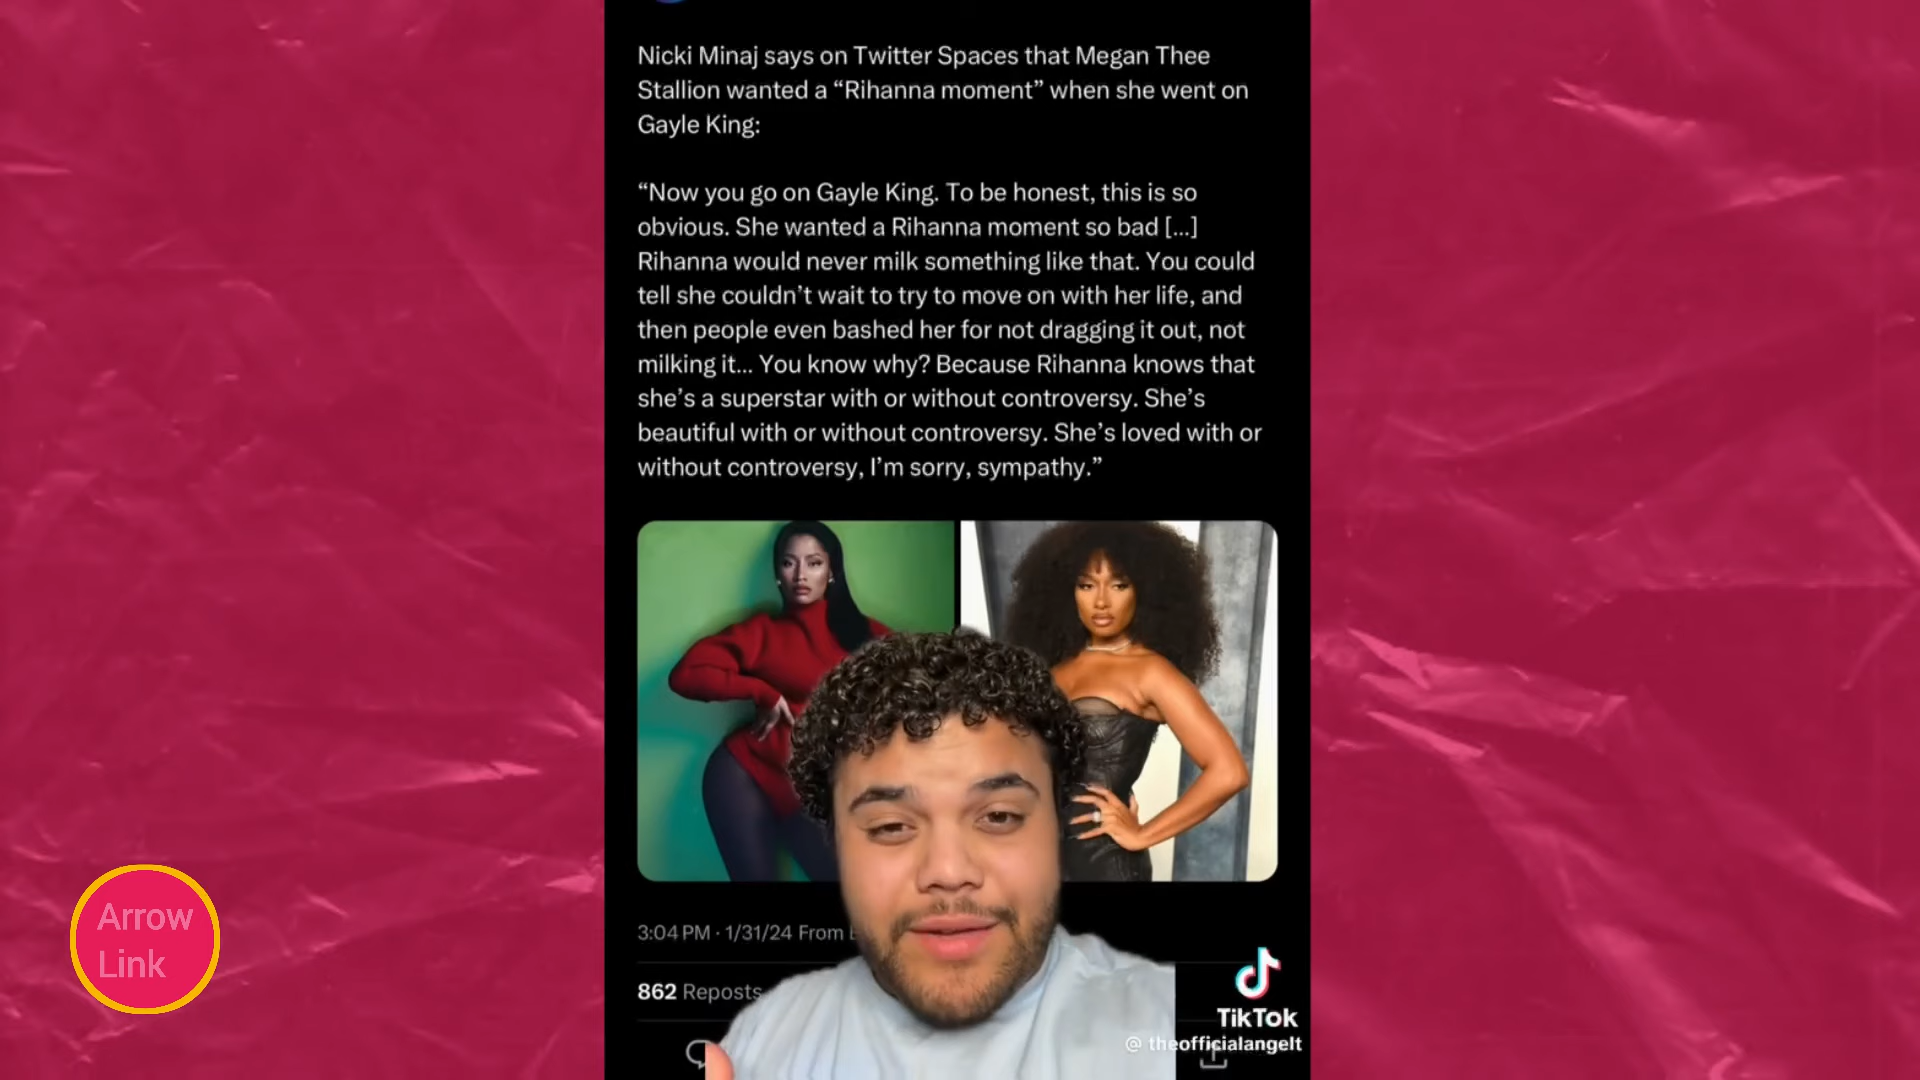 Nicki Minaj says on Twitter Spaces that Megan Thee
Stallion wanted a “Rihanna moment” when she went on
Gayle King:
“Now you go on Gayle King. To be honest, this is so
obvious. She wanted a Rihanna moment so bad [...]
Rihanna would never milk something like that. You could
tell she couldn’t wait to try to move on with her life, and
then people even bashed her for not dragging it out, not
milking it... You know why? Because Rihanna knows that
she’s a superstar with or without controversy. She’s
beautiful with or without controversy. She’s loved with or
without controversy, I’m sorry, sympathy.”
3:04 PM · 1/31/24 From
862 Reposts
Arrow
Link
TikTok
@ theofficialangelt